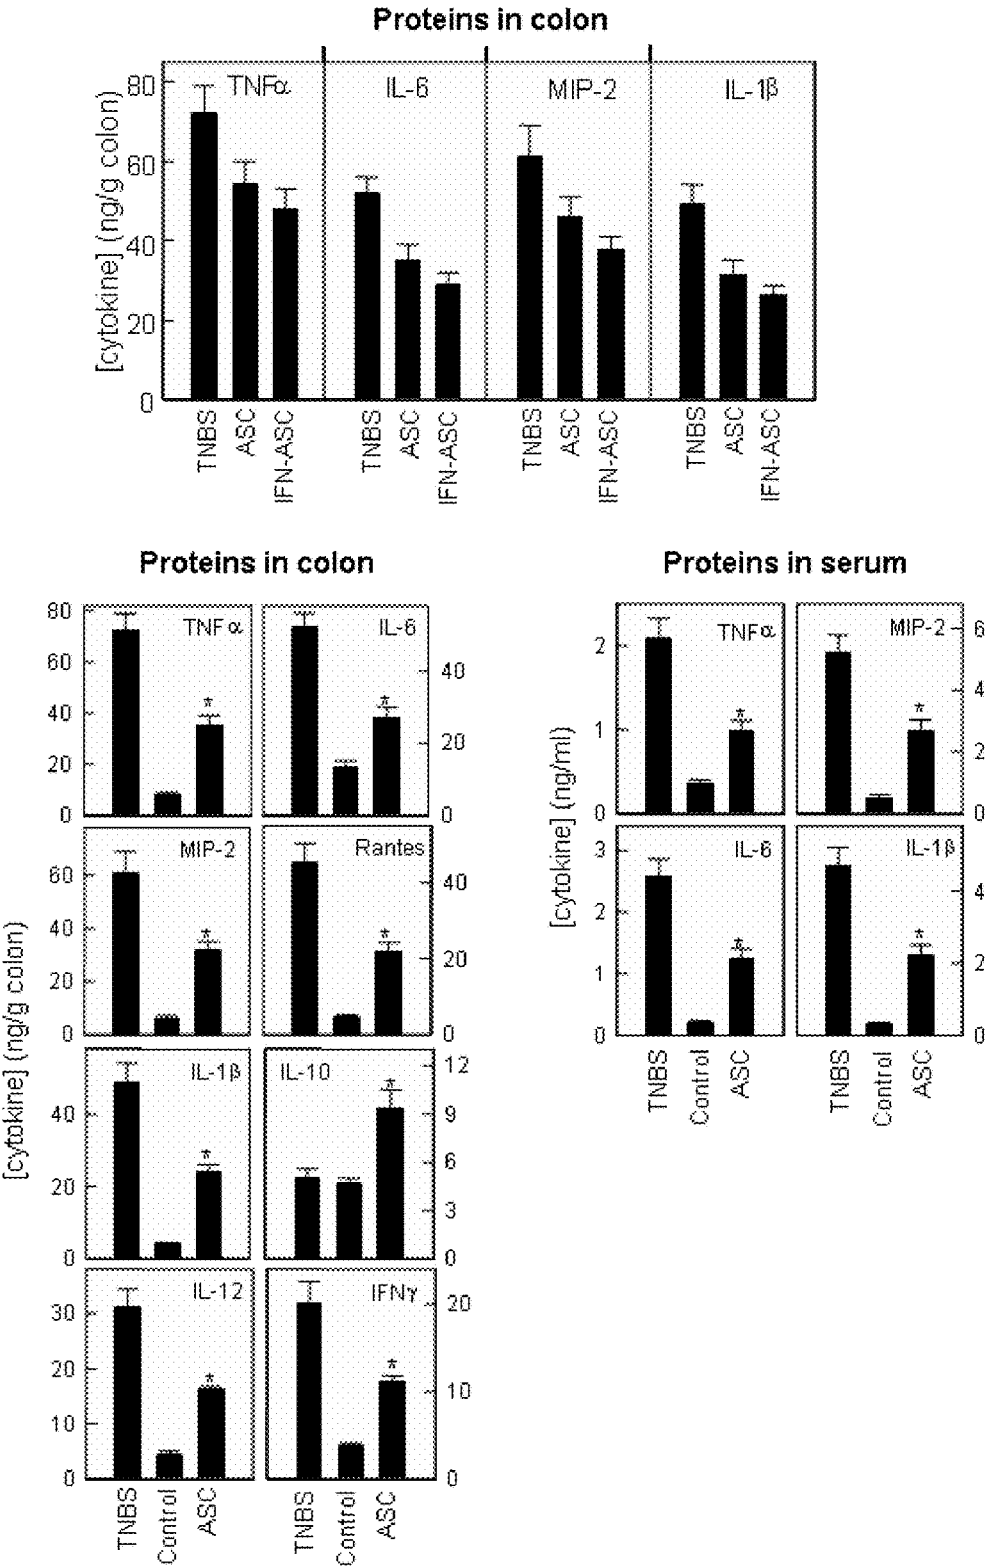 Proteins in colon
TNFα IL-6 MIP-2 IL-1β
[cytokine] (ng/g colon)
80
60
40
20
0
TNBS ASC IFN-ASC TNBS ASC IFN-ASC TNBS ASC IFN-ASC TNBS ASC IFN-ASC
Proteins in colon
[cytokine] (ng/g colon)
TNFα
80
60
40
20
0
IL-6
40
20
0
MIP-2
60
40
20
0
Rantes
40
20
0
IL-1β
40
20
0
IL-10
12
9
6
3
0
IL-12
30
20
10
0
IFNγ
20
10
0
* * * * * * * *
TNBS Control ASC TNBS Control ASC
Proteins in serum
[cytokine] (ng/ml)
TNFα
2
1
0
MIP-2
6
4
2
0
IL-6
3
2
1
0
IL-1β
4
2
0
* * * *
TNBS Control ASC TNBS Control ASC